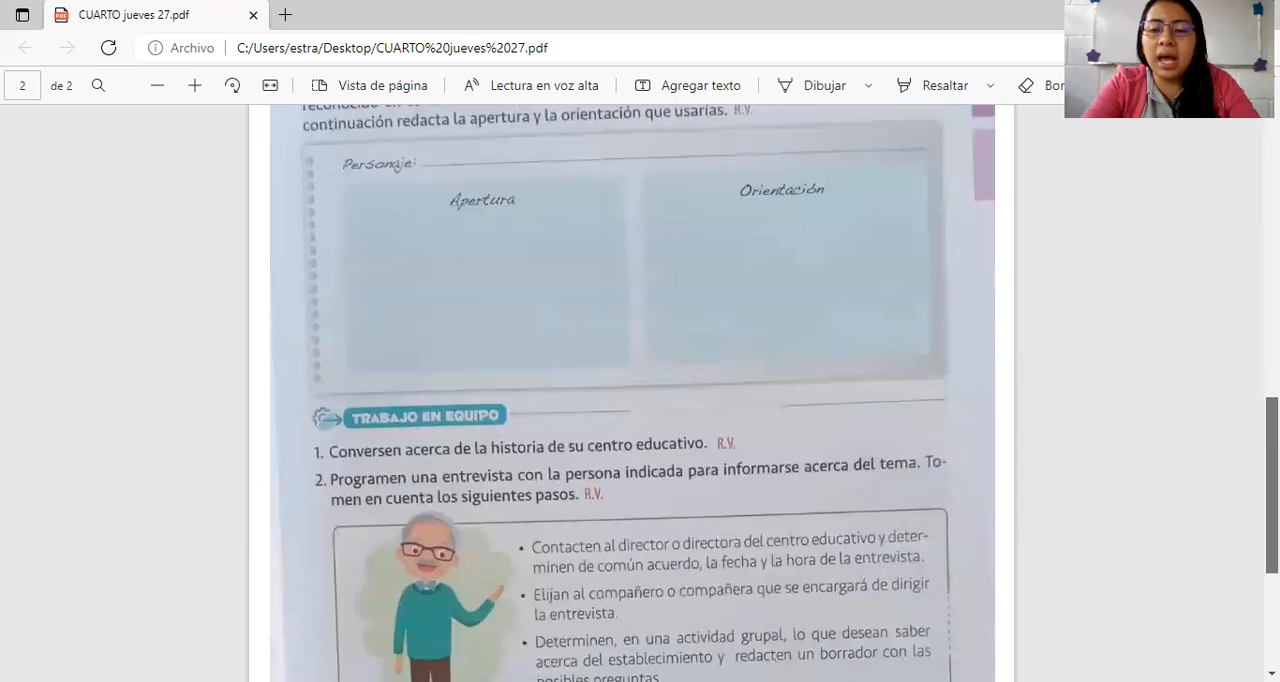 CUARTO jueves 27.pdf
Archivo C:/Users/estra/Desktop/CUARTO%20jueves%2027.pdf
2 de 2 Vista de página Lectura en voz alta Agregar texto Dibujar Resaltar
continuación redacta la apertura y la orientación que usarías. R.V.
Personaje:
Apertura Orientación
TRABAJO EN EQUIPO
1. Conversen acerca de la historia de su centro educativo. R.V.
2. Programen una entrevista con la persona indicada para informarse acerca del tema. To-
men en cuenta los siguientes pasos. R.V.
• Contacten al director o directora del centro educativo y deter-
minen de común acuerdo, la fecha y la hora de la entrevista.
• Elijan al compañero o compañera que se encargará de dirigir
la entrevista.
• Determinen, en una actividad grupal, lo que desean saber
acerca del establecimiento y redacten un borrador con las
posibles preguntas